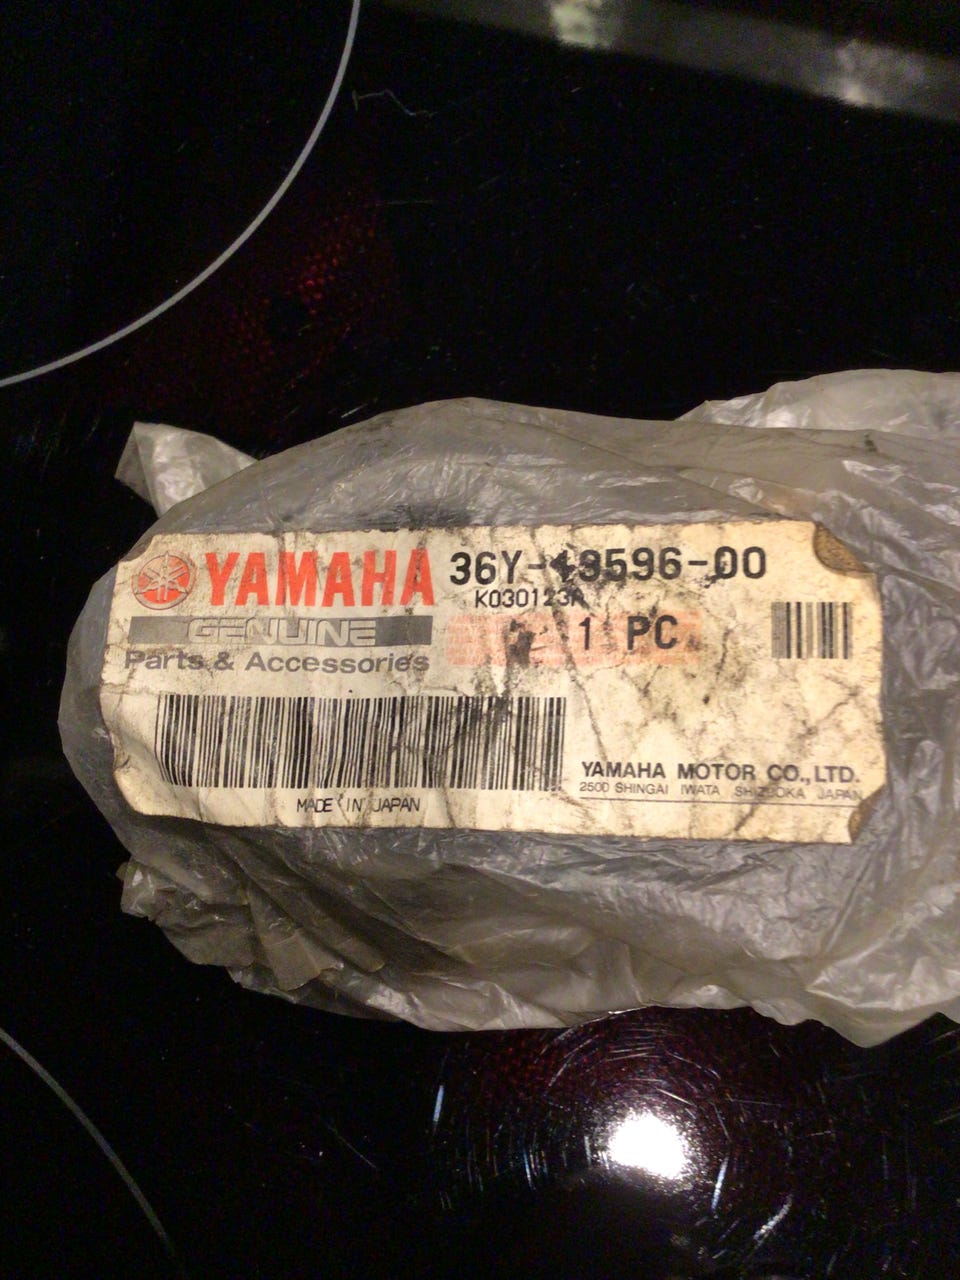 YAMAHA 36Y-13596-00
K030123A
GENUINE 1 PC
Parts & Accessories
YAMAHA MOTOR CO.,LTD.
2500 SHINGAI IWATA SHIZUOKA JAPAN
MADE IN JAPAN